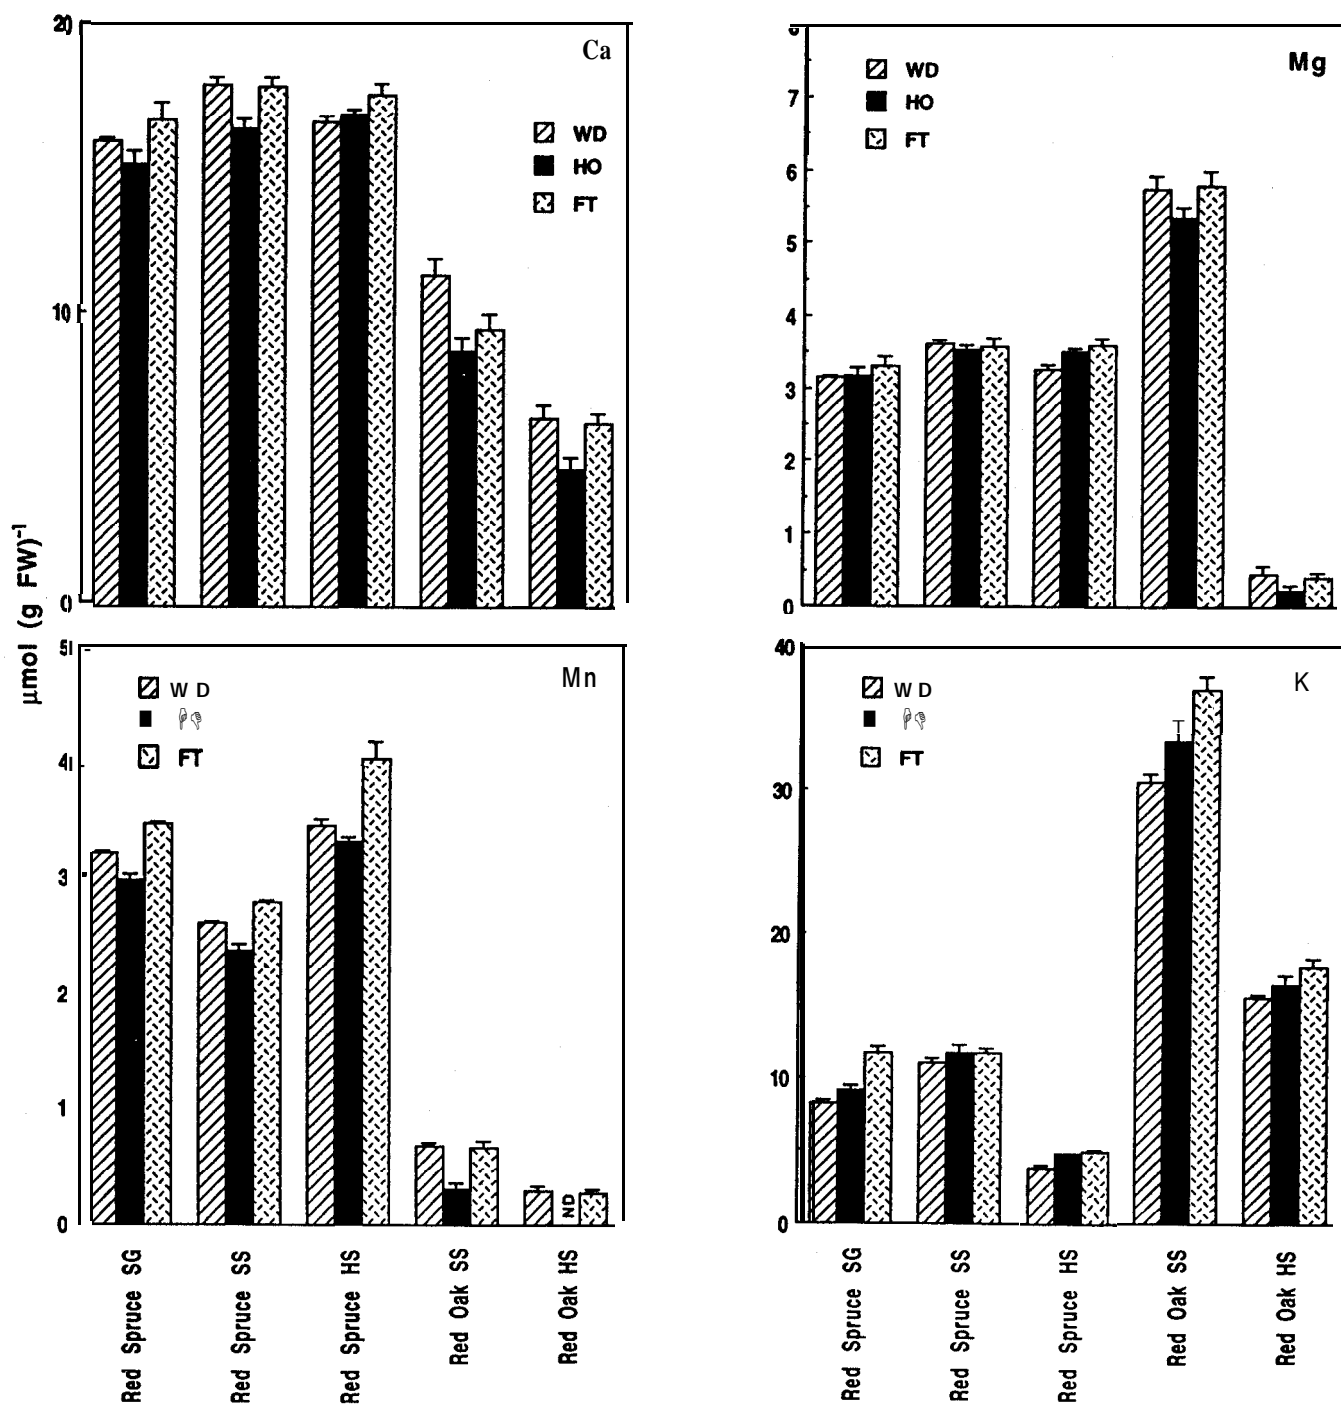 µmol (g FW)-1
Ca
20
10
0
WD
HO
FT
Mg
8
7
6
5
4
3
2
1
0
WD
HO
FT
Mn
5
4
3
2
1
0
W D
FT
ND
Red Spruce SG
Red Spruce SS
Red Spruce HS
Red Oak SS
Red Oak HS
K
40
30
20
10
0
W D
FT
Red Spruce SG
Red Spruce SS
Red Spruce HS
Red Oak SS
Red Oak HS